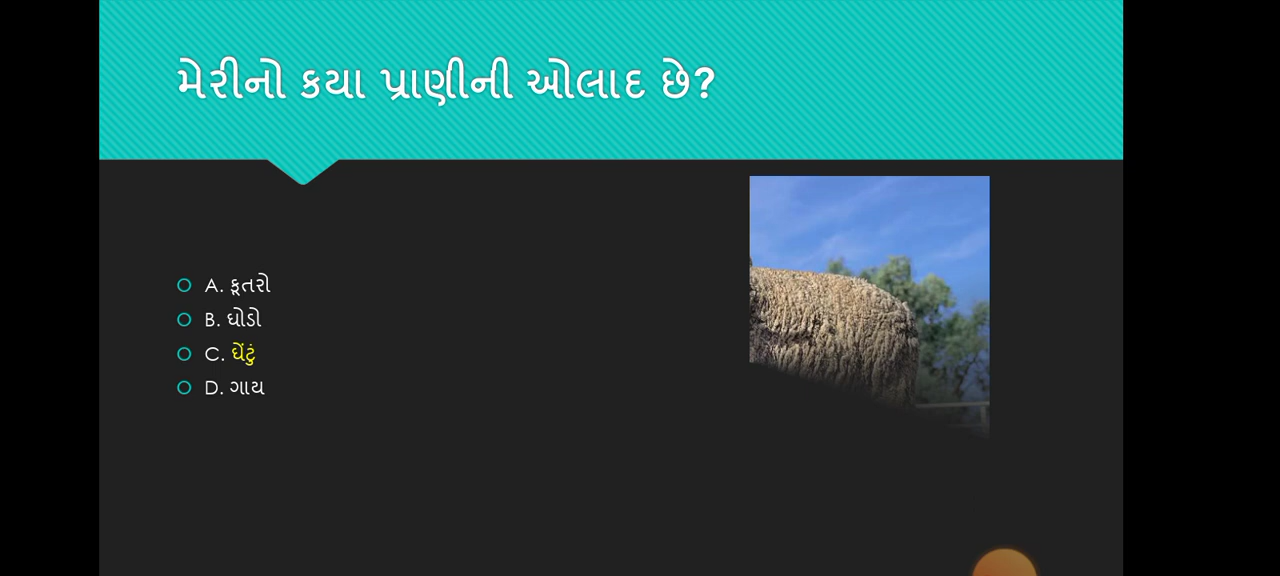 મેરીનો કયા પ્રાણીની ઓલાદ છે?
A. કૂતરો
B. ઘોડો
C. ઘેંટું
D. ગાય